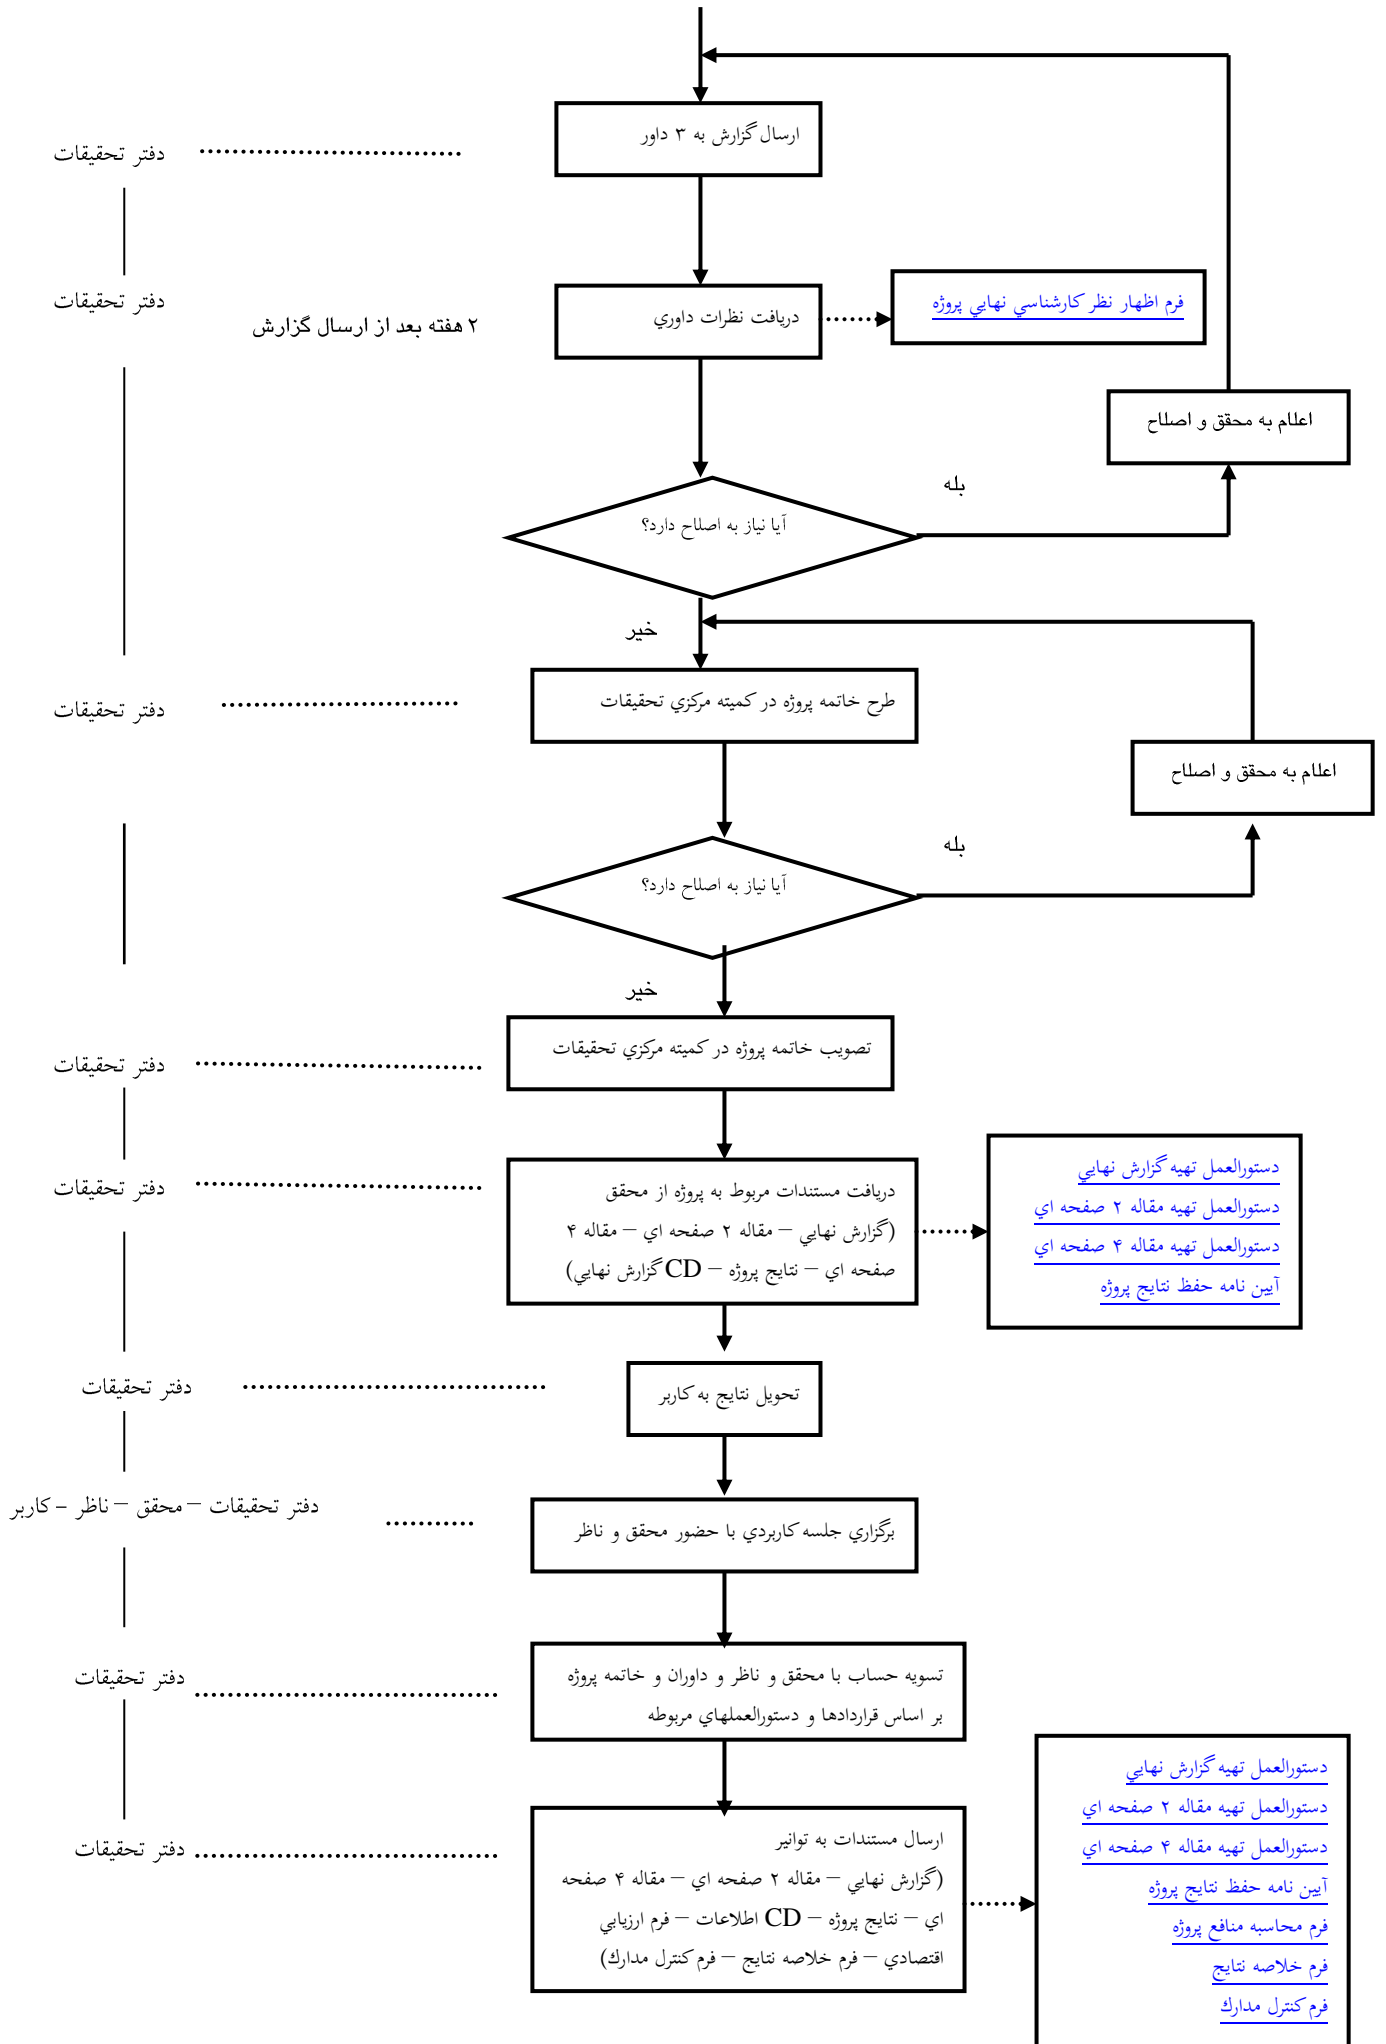 ارسال گزارش به ۳ داور
دفتر تحقيقات
دريافت نظرات داوري
فرم اظهار نظر كارشناسي نهايي پروژه
۲ هفته بعد از ارسال گزارش
دفتر تحقيقات
اعلام به محقق و اصلاح
بله
آيا نياز به اصلاح دارد؟
خير
طرح خاتمه پروژه در كميته مركزي تحقيقات
دفتر تحقيقات
اعلام به محقق و اصلاح
بله
آيا نياز به اصلاح دارد؟
خير
تصويب خاتمه پروژه در كميته مركزي تحقيقات
دفتر تحقيقات
دستورالعمل تهيه گزارش نهايي
دستورالعمل تهيه مقاله ۲ صفحه اي
دستورالعمل تهيه مقاله ۴ صفحه اي
آيين نامه حفظ نتايج پروژه
دريافت مستندات مربوط به پروژه از محقق
(گزارش نهايي – مقاله ۲ صفحه اي – مقاله ۴
صفحه اي – نتايج پروژه – CD گزارش نهايي)
دفتر تحقيقات
تحويل نتايج به كاربر
دفتر تحقيقات
برگزاري جلسه كاربردي با حضور محقق و ناظر
دفتر تحقيقات – محقق – ناظر - كاربر
تسويه حساب با محقق و ناظر و داوران و خاتمه پروژه
بر اساس قراردادها و دستورالعملهاي مربوطه
دفتر تحقيقات
ارسال مستندات به توانير
(گزارش نهايي – مقاله ۲ صفحه اي – مقاله ۴ صفحه
اي – نتايج پروژه – CD اطلاعات – فرم ارزيابي
اقتصادي – فرم خلاصه نتايج – فرم كنترل مدارك)
دفتر تحقيقات
دستورالعمل تهيه گزارش نهايي
دستورالعمل تهيه مقاله ۲ صفحه اي
دستورالعمل تهيه مقاله ۴ صفحه اي
آيين نامه حفظ نتايج پروژه
فرم محاسبه منافع پروژه
فرم خلاصه نتايج
فرم كنترل مدارك